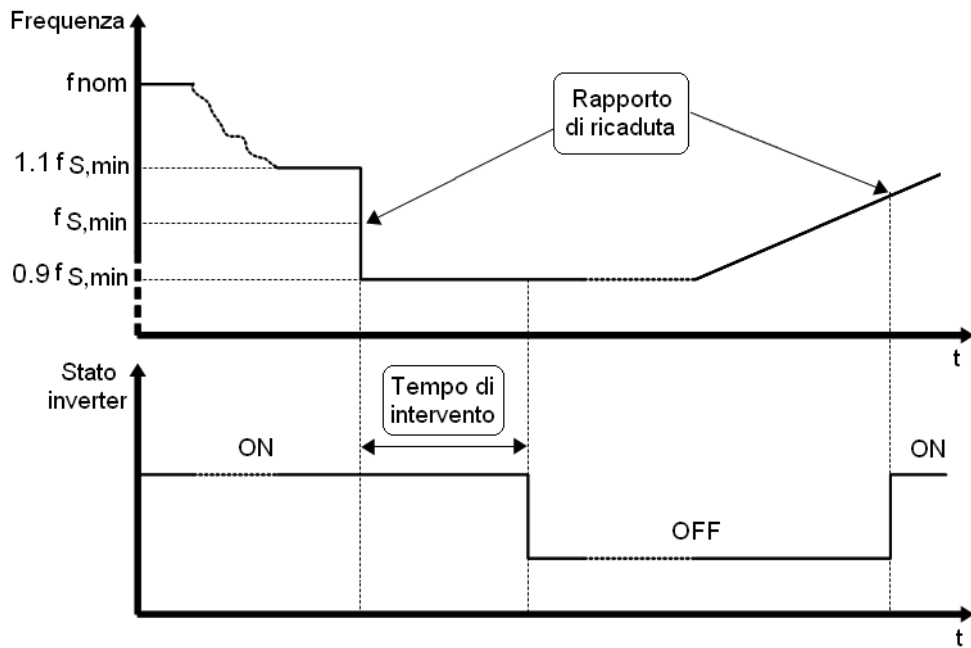 Frequenza
f nom
Rapporto
di ricaduta
1.1 f S,min
f S,min
0.9 f S,min
t
Stato
inverter
Tempo di
intervento
ON
ON
OFF
t